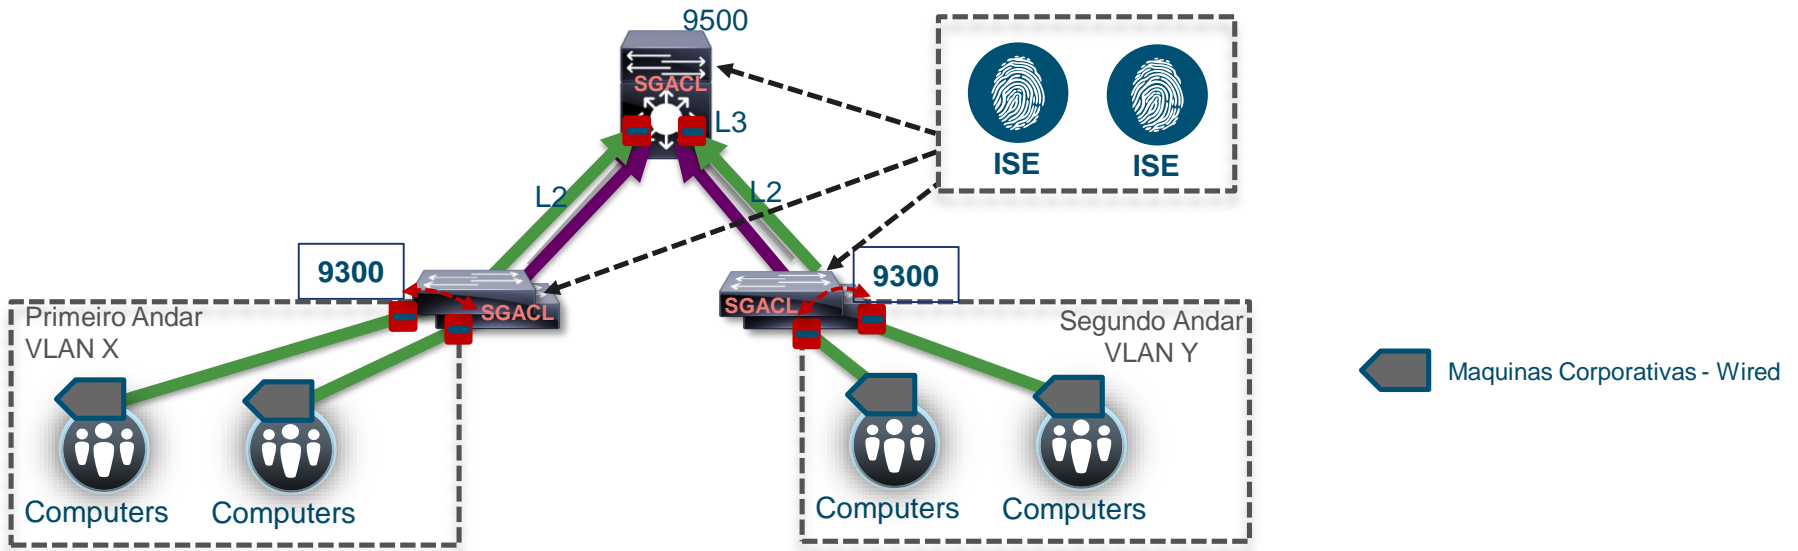 9500
SGACL
L3
ISE
ISE
L2
L2
9300
9300
SGACL
SGACL
Primeiro Andar
VLAN X
Segundo Andar
VLAN Y
Maquinas Corporativas - Wired
Computers
Computers
Computers
Computers